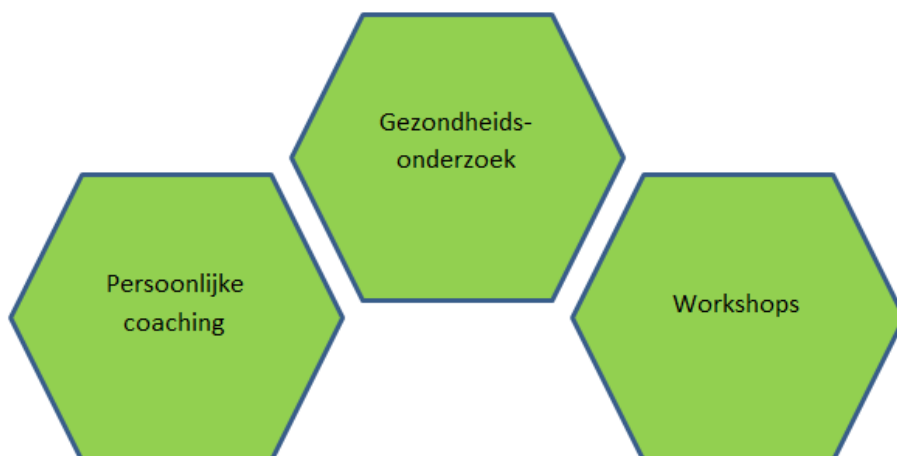 Gezondheids-
onderzoek
Persoonlijke
coaching
Workshops